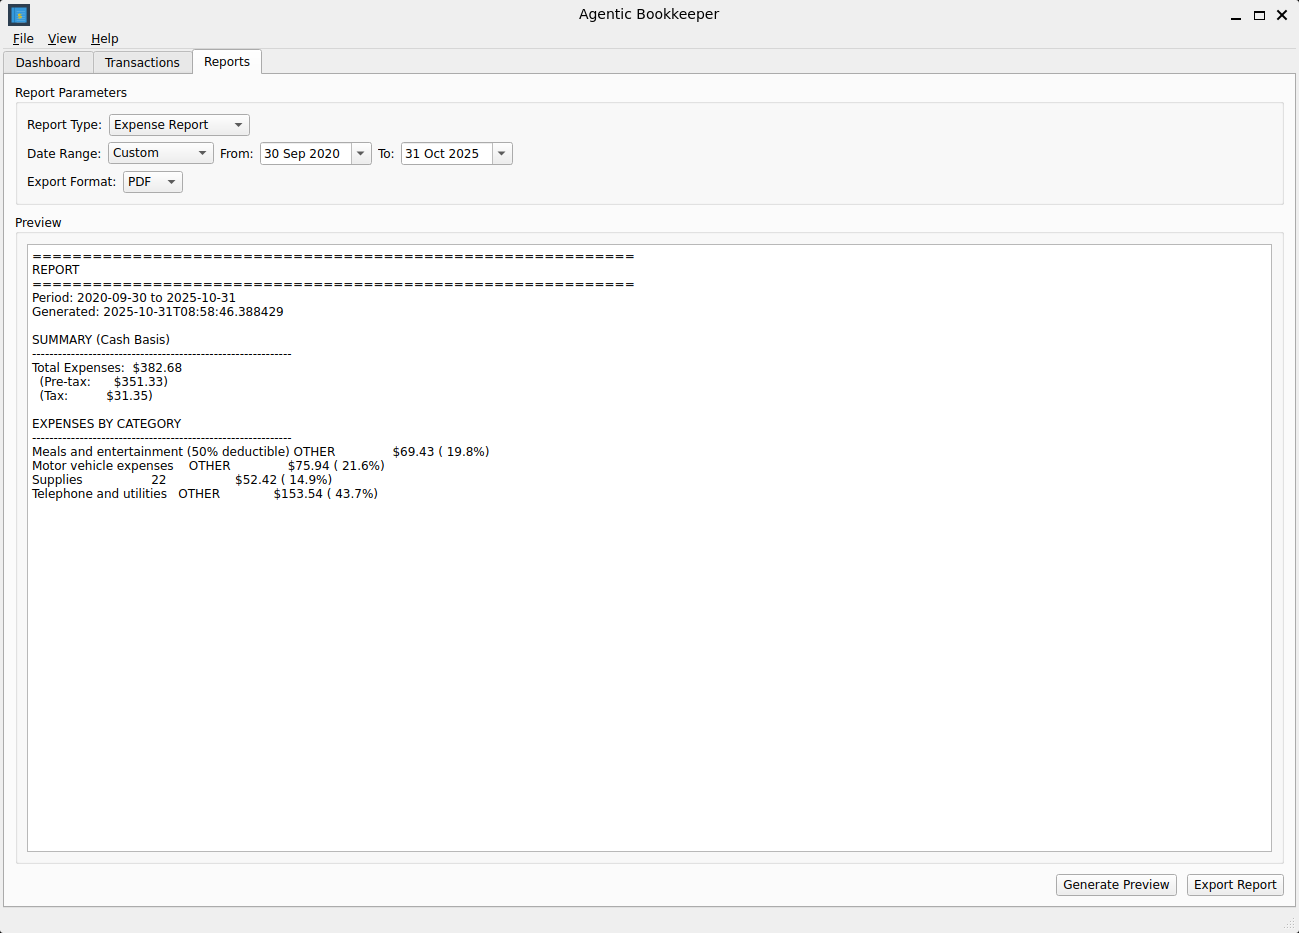 Agentic Bookkeeper
File View Help
Dashboard Transactions Reports
Report Parameters
Report Type: Expense Report
Date Range: Custom From: 30 Sep 2020 To: 31 Oct 2025
Export Format: PDF
Preview
============================================================
REPORT
============================================================
Period: 2020-09-30 to 2025-10-31
Generated: 2025-10-31T08:58:46.388429
SUMMARY (Cash Basis)
------------------------------------------------------------
Total Expenses: $382.68
(Pre-tax: $351.33)
(Tax: $31.35)
EXPENSES BY CATEGORY
------------------------------------------------------------
Meals and entertainment (50% deductible) OTHER $69.43 ( 19.8%)
Motor vehicle expenses OTHER $75.94 ( 21.6%)
Supplies 22 $52.42 ( 14.9%)
Telephone and utilities OTHER $153.54 ( 43.7%)
Generate Preview Export Report